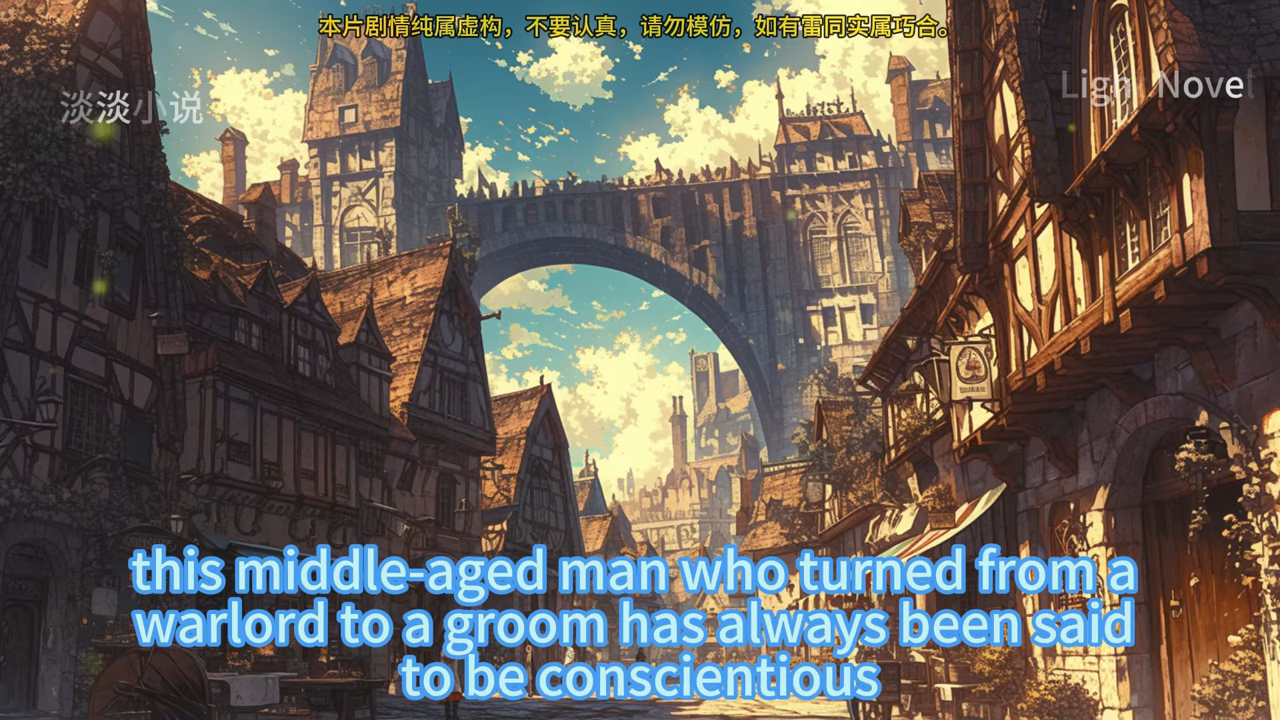 本片剧情纯属虚构，不要认真，请勿模仿，如有雷同实属巧合。
淡淡小说
Light Novel
this middle-aged man who turned from a
warlord to a groom has always been said
to be conscientious